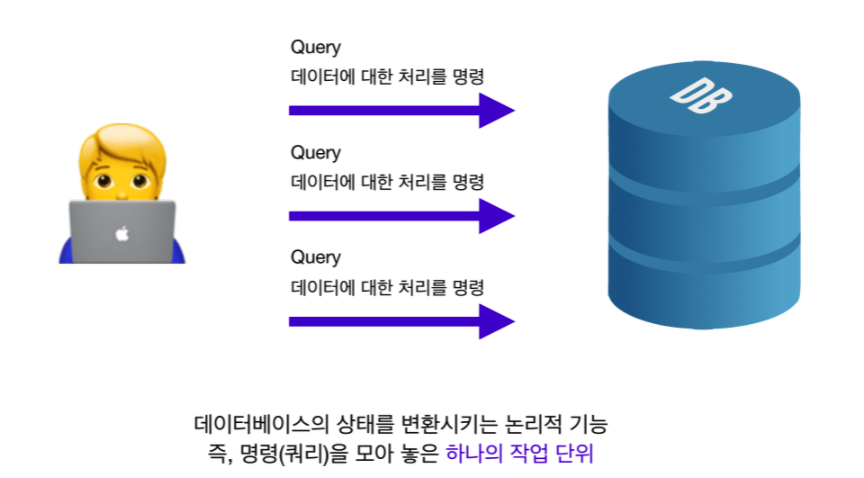 Query
데이터에 대한 처리를 명령
Query
데이터에 대한 처리를 명령
Query
데이터에 대한 처리를 명령
DB
데이터베이스의 상태를 변환시키는 논리적 기능
즉, 명령(쿼리)을 모아 놓은 하나의 작업 단위